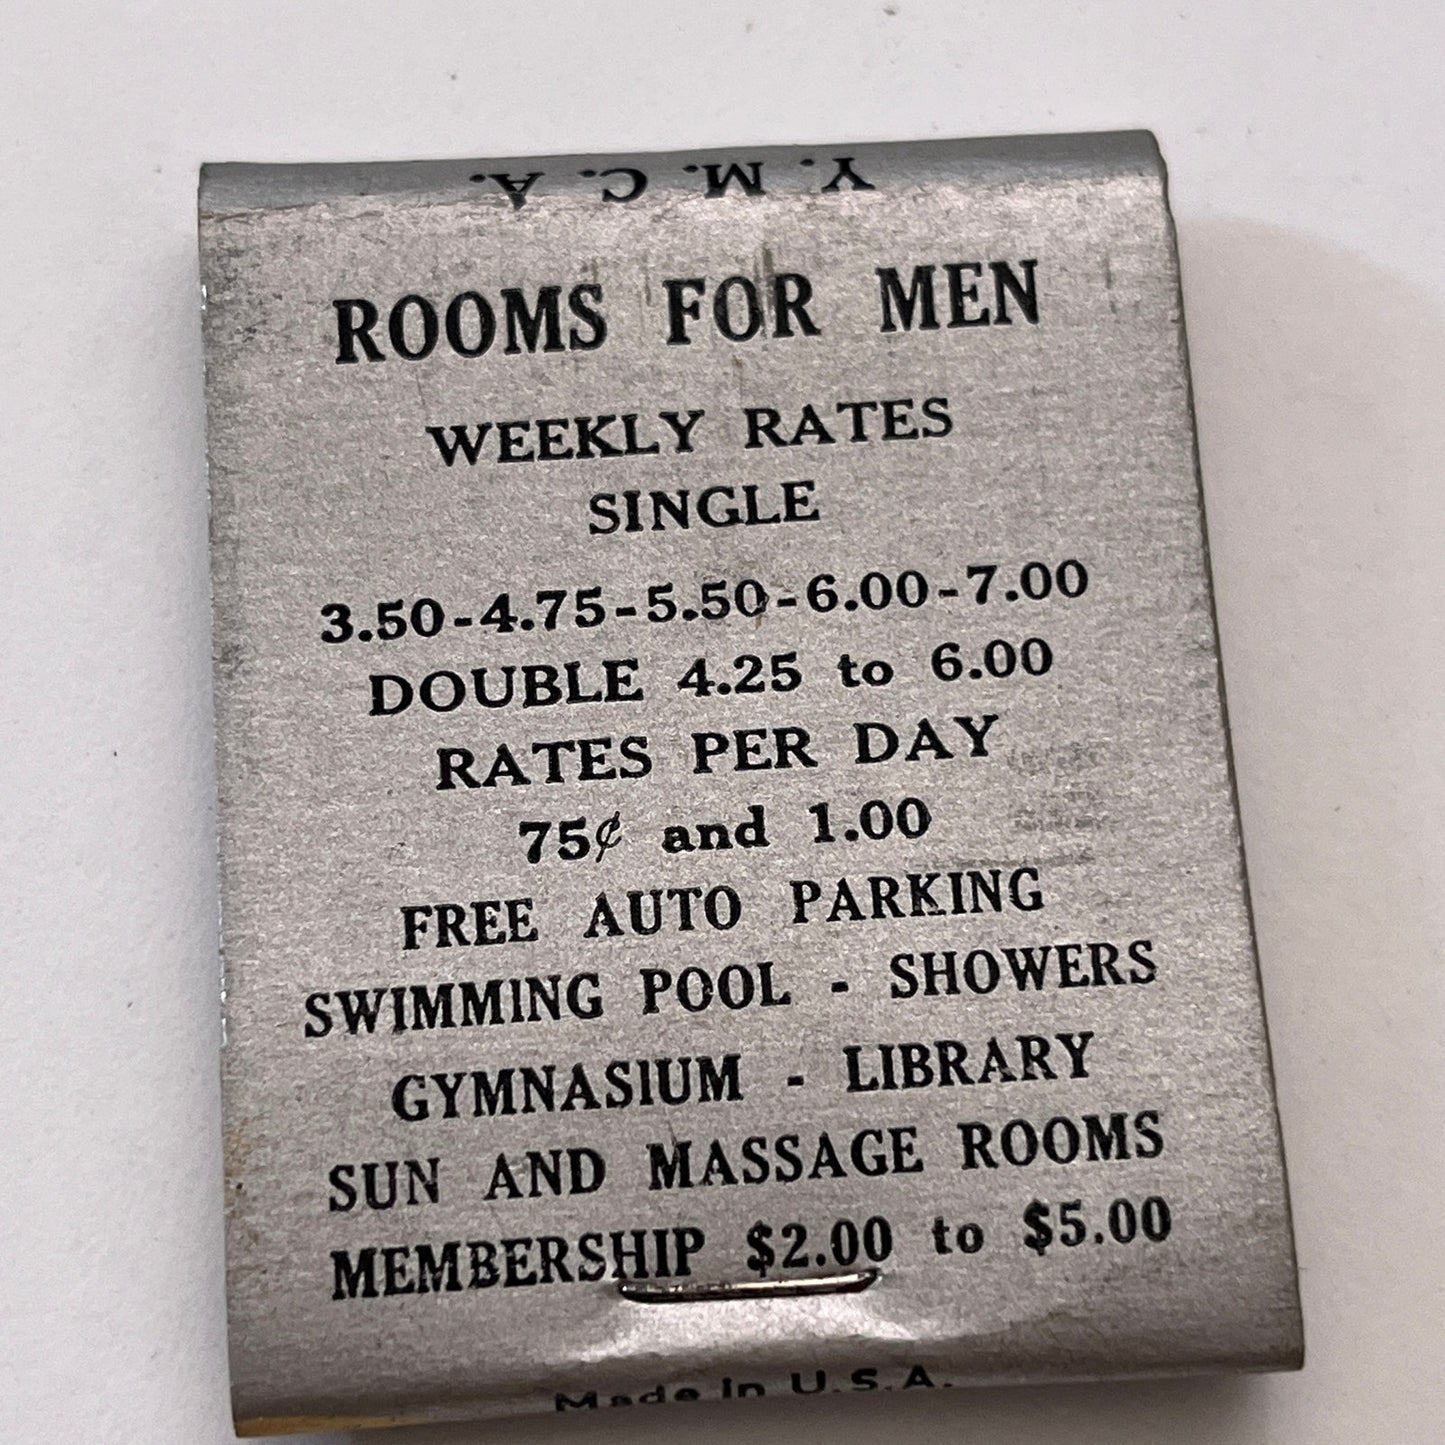 Y. M. C. A.
ROOMS FOR MEN
WEEKLY RATES
SINGLE
3.50-4.75-5.50-6.00-7.00
DOUBLE 4.25 to 6.00
RATES PER DAY
75¢ and 1.00
FREE AUTO PARKING
SWIMMING POOL - SHOWERS
GYMNASIUM - LIBRARY
SUN AND MASSAGE ROOMS
MEMBERSHIP $2.00 to $5.00
Made in U.S.A.